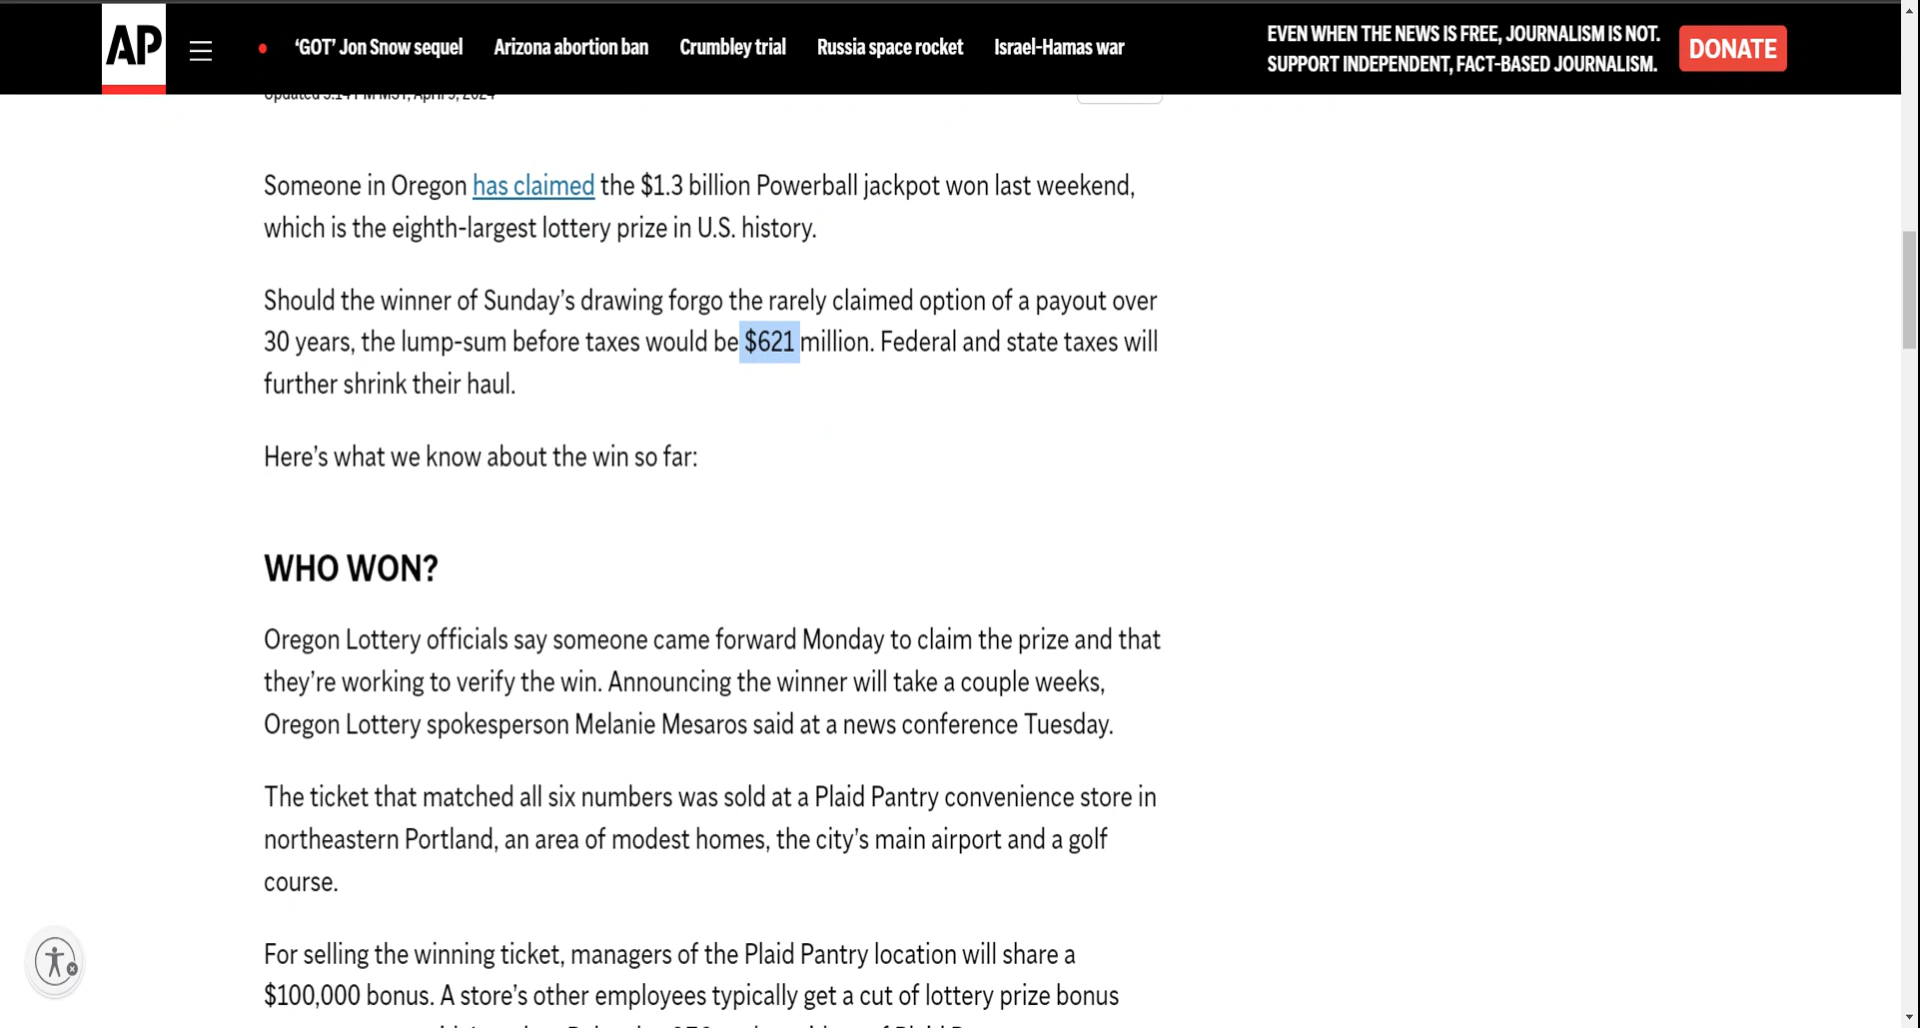 AP
‘GOT’ Jon Snow sequel
Arizona abortion ban
Crumbley trial
Russia space rocket
Israel-Hamas war
EVEN WHEN THE NEWS IS FREE, JOURNALISM IS NOT.
SUPPORT INDEPENDENT, FACT-BASED JOURNALISM.
DONATE
Someone in Oregon has claimed the $1.3 billion Powerball jackpot won last weekend,
which is the eighth-largest lottery prize in U.S. history.
Should the winner of Sunday’s drawing forgo the rarely claimed option of a payout over
30 years, the lump-sum before taxes would be $621 million. Federal and state taxes will
further shrink their haul.
Here’s what we know about the win so far:
WHO WON?
Oregon Lottery officials say someone came forward Monday to claim the prize and that
they’re working to verify the win. Announcing the winner will take a couple weeks,
Oregon Lottery spokesperson Melanie Mesaros said at a news conference Tuesday.
The ticket that matched all six numbers was sold at a Plaid Pantry convenience store in
northeastern Portland, an area of modest homes, the city’s main airport and a golf
course.
For selling the winning ticket, managers of the Plaid Pantry location will share a
$100,000 bonus. A store’s other employees typically get a cut of lottery prize bonus